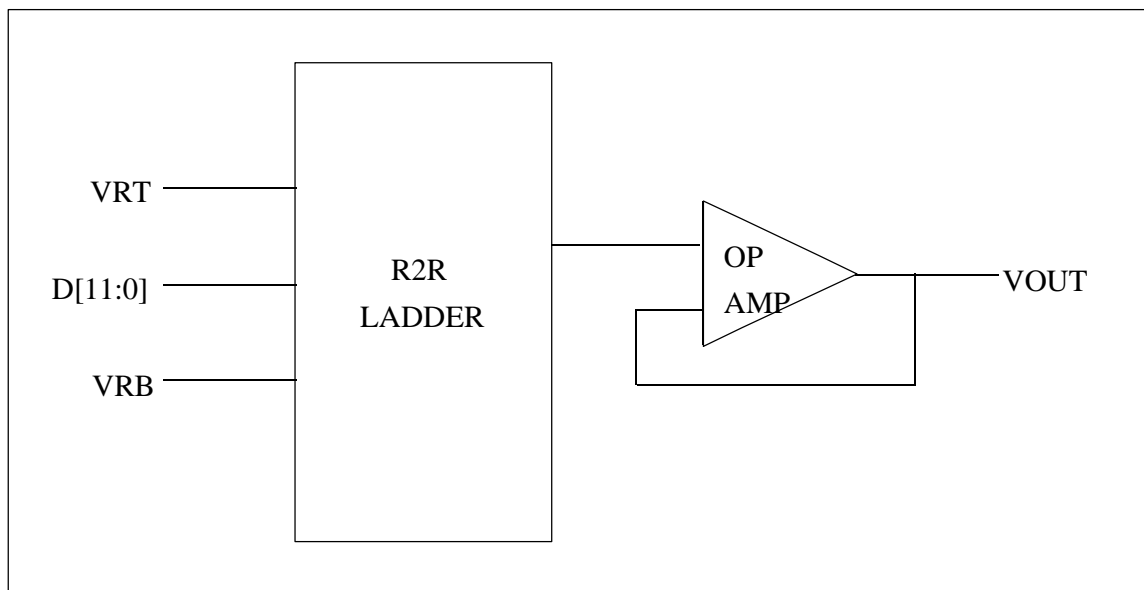 VRT
D[11:0]
VRB
R2R
LADDER
OP
AMP
VOUT